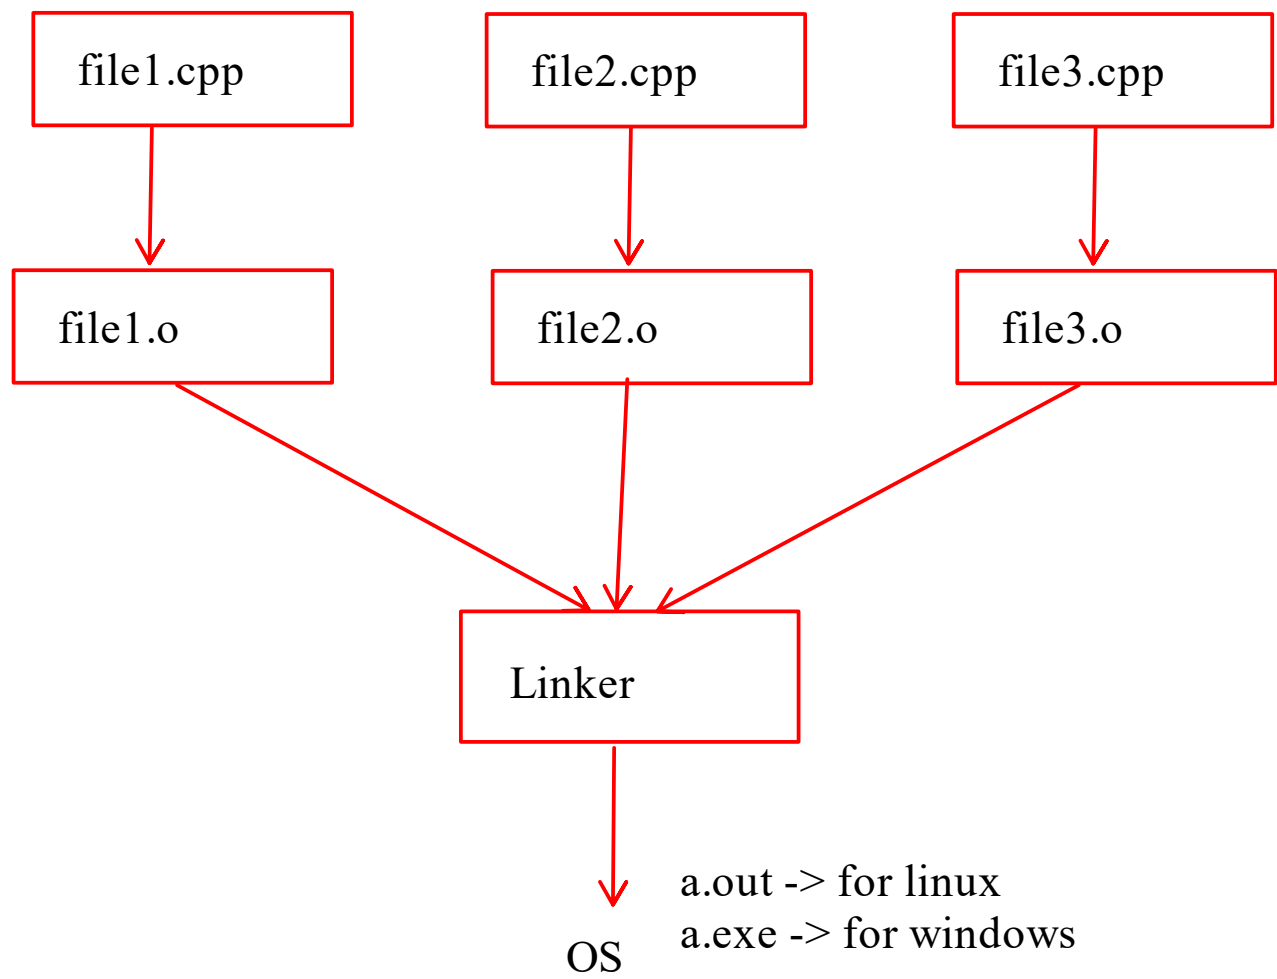 file1.cpp
file2.cpp
file3.cpp
file1.o
file2.o
file3.o
Linker
a.out -> for linux
a.exe -> for windows
OS